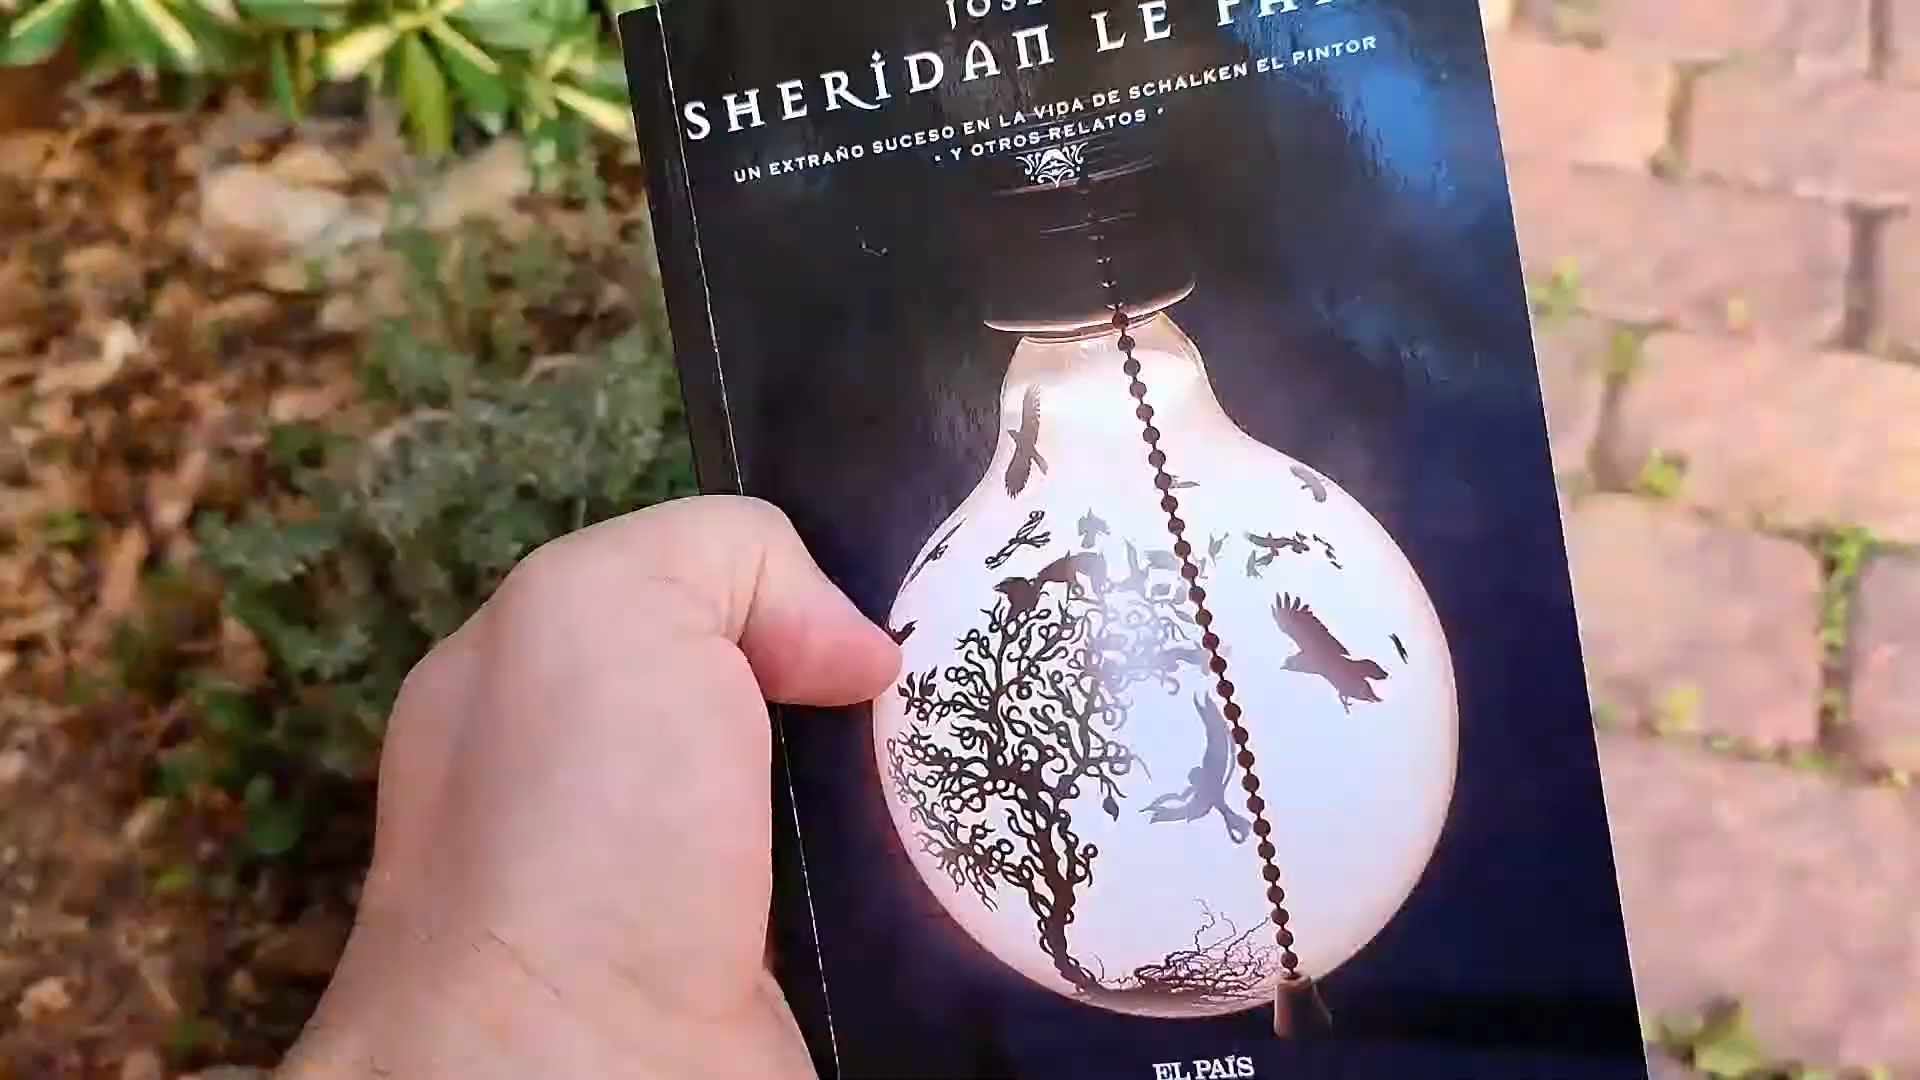 SHERIDAN LE
UN EXTRAÑO SUCESO EN LA VIDA DE SCHALKEN EL PINTOR
· Y OTROS RELATOS ·
EL PAÍS